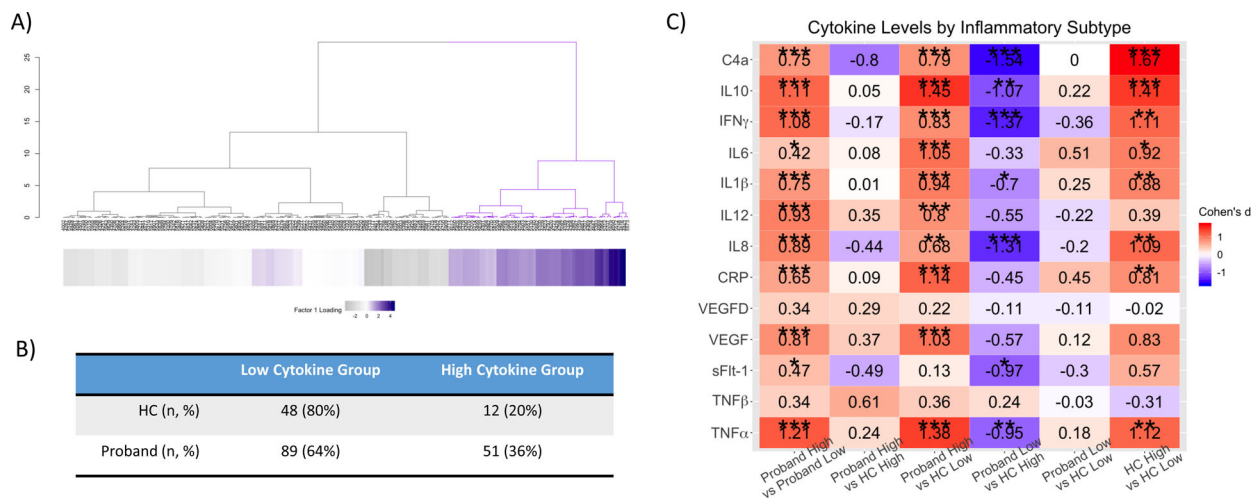 A)
25
20
15
10
5
0
Factor 1 Loading
-2 0 2 4
B)
Low Cytokine Group High Cytokine Group
HC (n, %) 48 (80%) 12 (20%)
Proband (n, %) 89 (64%) 51 (36%)
C)
Cytokine Levels by Inflammatory Subtype
C4a 0.75*** -0.8 0.79*** -1.54*** 0 1.67***
IL10 1.11*** 0.05 1.45*** -1.07** 0.22 1.41***
IFNγ 1.08*** -0.17 0.83*** -1.37*** -0.36 1.11**
IL6 0.42* 0.08 1.05*** -0.33 0.51 0.92*
IL1β 0.75*** 0.01 0.94*** -0.7* 0.25 0.88**
IL12 0.93*** 0.35 0.8*** -0.55 -0.22 0.39
IL8 0.89*** -0.44 0.68** -1.31*** -0.2 1.09**
CRP 0.65*** 0.09 1.14*** -0.45 0.45 0.81**
VEGFD 0.34 0.29 0.22 -0.11 -0.11 -0.02
VEGF 0.81*** 0.37 1.03*** -0.57 0.12 0.83
sFlt-1 0.47* -0.49 0.13 -0.97* -0.3 0.57
TNFβ 0.34 0.61 0.36 0.24 -0.03 -0.31
TNFα 1.21*** 0.24 1.38*** -0.95** 0.18 1.12**
Proband High
vs Proband Low
Proband High
vs HC High
Proband High
vs HC Low
Proband Low
vs HC High
Proband Low
vs HC Low
HC High
vs HC Low
Cohen's d
1
0
-1